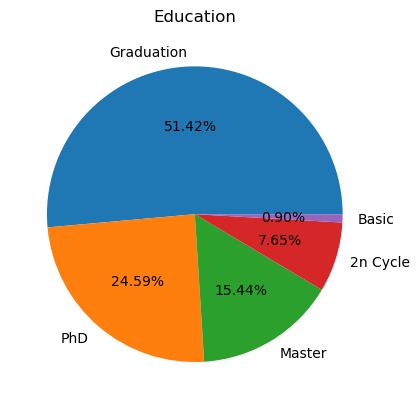 Education
Graduation
51.42%
0.90%
Basic
7.65%
2n Cycle
24.59%
15.44%
PhD
Master